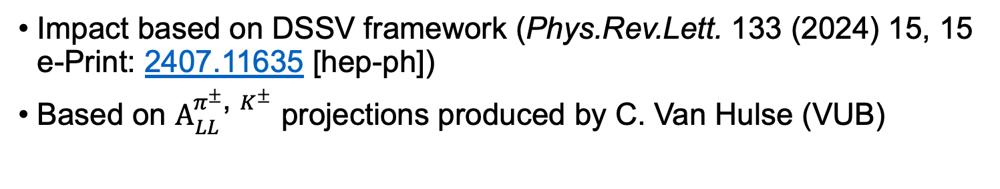 • Impact based on DSSV framework (Phys.Rev.Lett. 133 (2024) 15, 15
e-Print: 2407.11635 [hep-ph])
• Based on A_{LL}^{π^±, K^±} projections produced by C. Van Hulse (VUB)